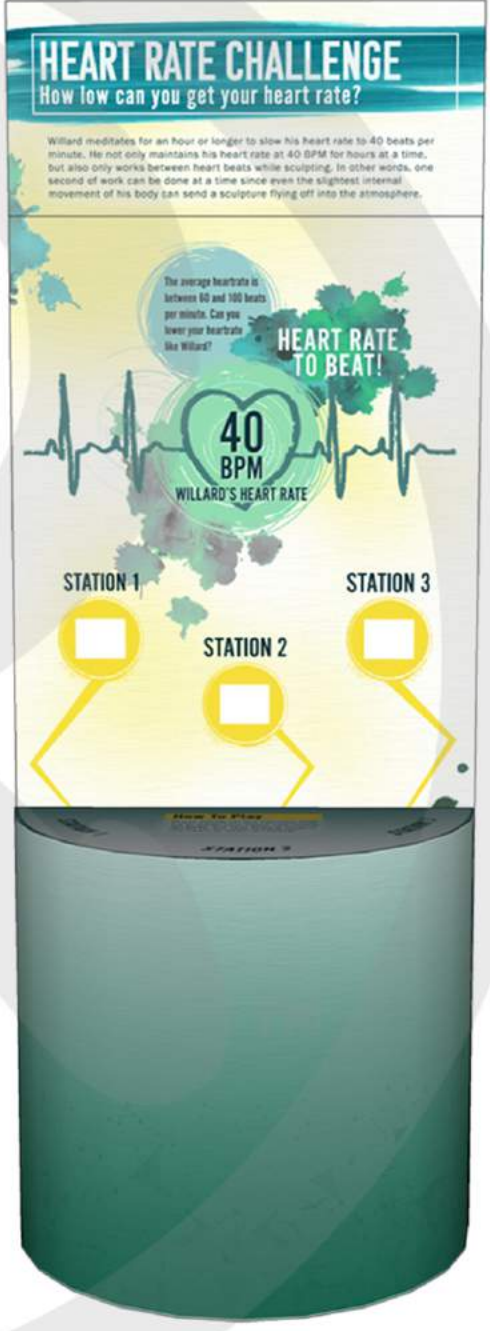 HEART RATE CHALLENGE
How low can you get your heart rate?
Willard meditates for an hour or longer to slow his heart rate to 40 beats per
minute. He not only maintains his heart rate at 40 BPM for hours at a time,
but also only works between heart beats while sculpting. In other words, one
second of work can be done at a time since even the slightest internal
movement of his body can send a sculpture flying off into the atmosphere.
The average heartrate is
between 60 and 100 beats
per minute. Can you
lower your heartrate
like Willard?
HEART RATE
TO BEAT!
40
BPM
WILLARD'S HEART RATE
STATION 1
STATION 3
STATION 2
How To Play
STATION